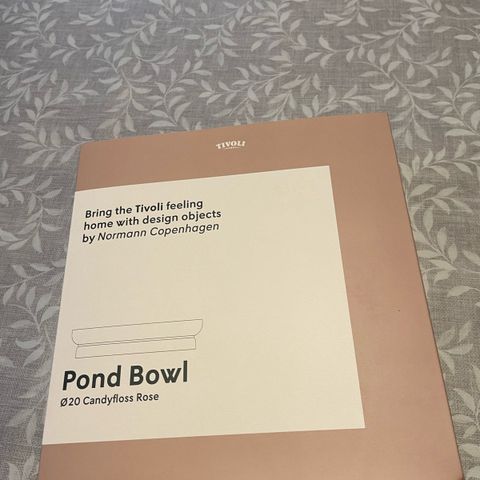 TIVOLI
Bring the Tivoli feeling
home with design objects
by Normann Copenhagen
Pond Bowl
Ø20 Candyfloss Rose